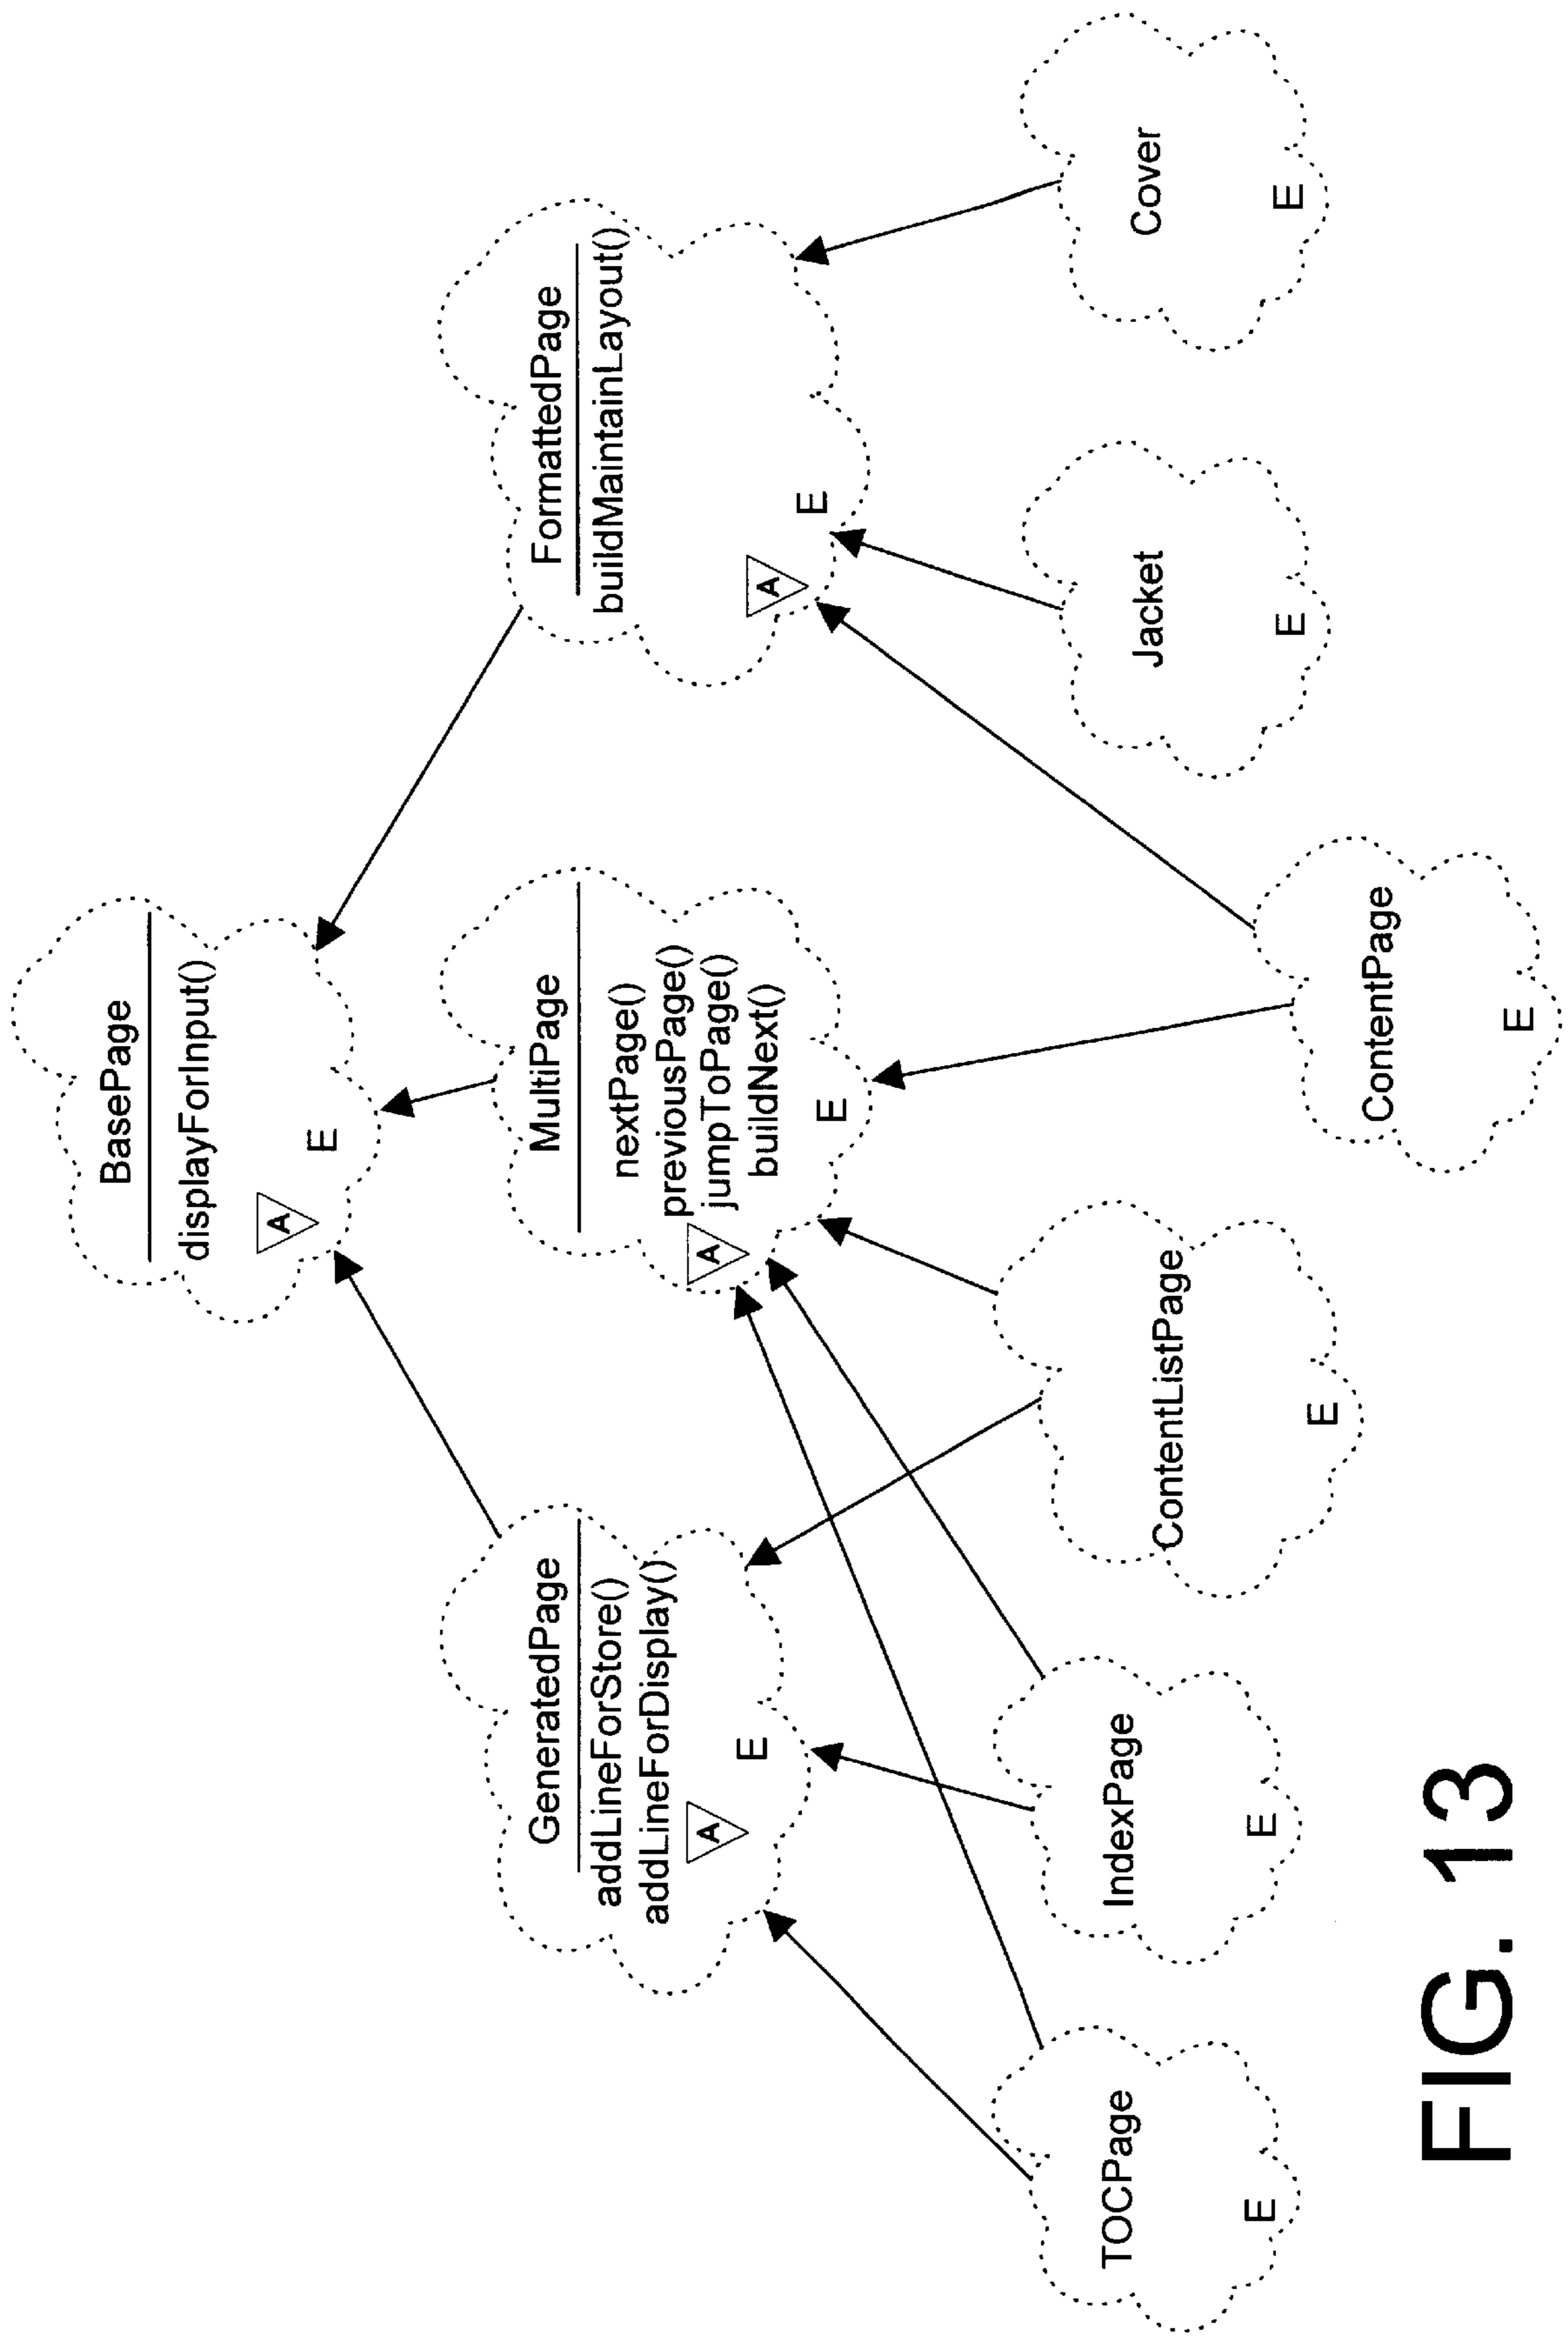 BasePage
displayForInput()
A
E
GeneratedPage
addLineForStore()
addLineForDisplay()
A
E
MultiPage
nextPage()
previousPage()
jumpToPage()
buildNext()
A
E
FormattedPage
buildMaintainLayout()
A
E
TOCPage
E
IndexPage
E
ContentListPage
E
ContentPage
E
Jacket
E
Cover
E
FIG. 13